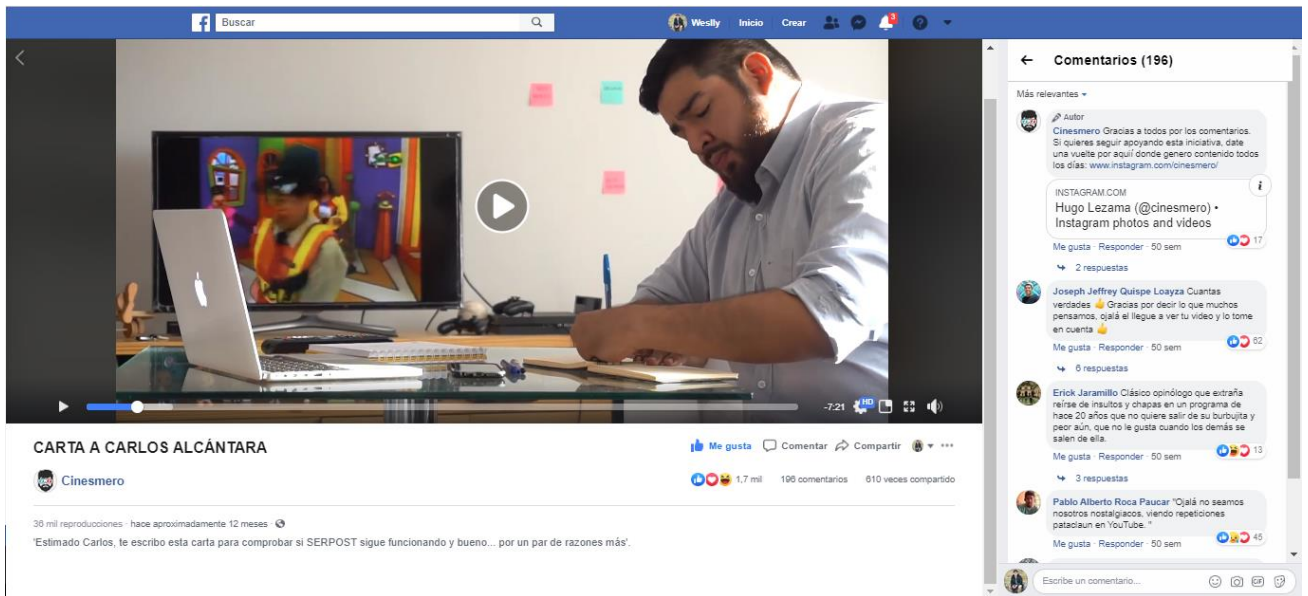 Buscar
Weslly Inicio Crear 3
← Comentarios (196)
Más relevantes
Autor
Cinesmero Gracias a todos por los comentarios.
Si quieres seguir apoyando esta iniciativa, date
una vuelte por aquií donde genero contenido todos
los días: www.instagram.com/cinesmero/
INSTAGRAM.COM
Hugo Lezama (@cinesmero) •
Instagram photos and videos
Me gusta · Responder · 50 sem 17
2 respuestas
Joseph Jeffrey Quispe Loayza Cuantas
verdades 👍 Gracias por decir lo que muchos
pensamos, ojalá el llegue a ver tu video y lo tome
en cuenta 👍
Me gusta · Responder · 50 sem 62
6 respuestas
Erick Jaramillo Clásico opinólogo que extraña
reírse de insultos y chapas en un programa de
hace 20 años que no quiere salir de su burbujita y
peor aún, que no le gusta cuando los demás se
salen de ella.
Me gusta · Responder · 50 sem 13
3 respuestas
Pablo Alberto Roca Paucar "Ojalá no seamos
nosotros nostalgiacos, viendo repeticiones
pataclaun en YouTube. "
Me gusta · Responder · 50 sem 45
Escribe un comentario...
GIF
-7:21 HD
CARTA A CARLOS ALCÁNTARA
Me gusta Comentar Compartir
Cinesmero
1,7 mil 196 comentarios 610 veces compartido
36 mil reproducciones · hace aproximadamente 12 meses ·
'Estimado Carlos, te escribo esta carta para comprobar si SERPOST sigue funcionando y bueno... por un par de razones más'.